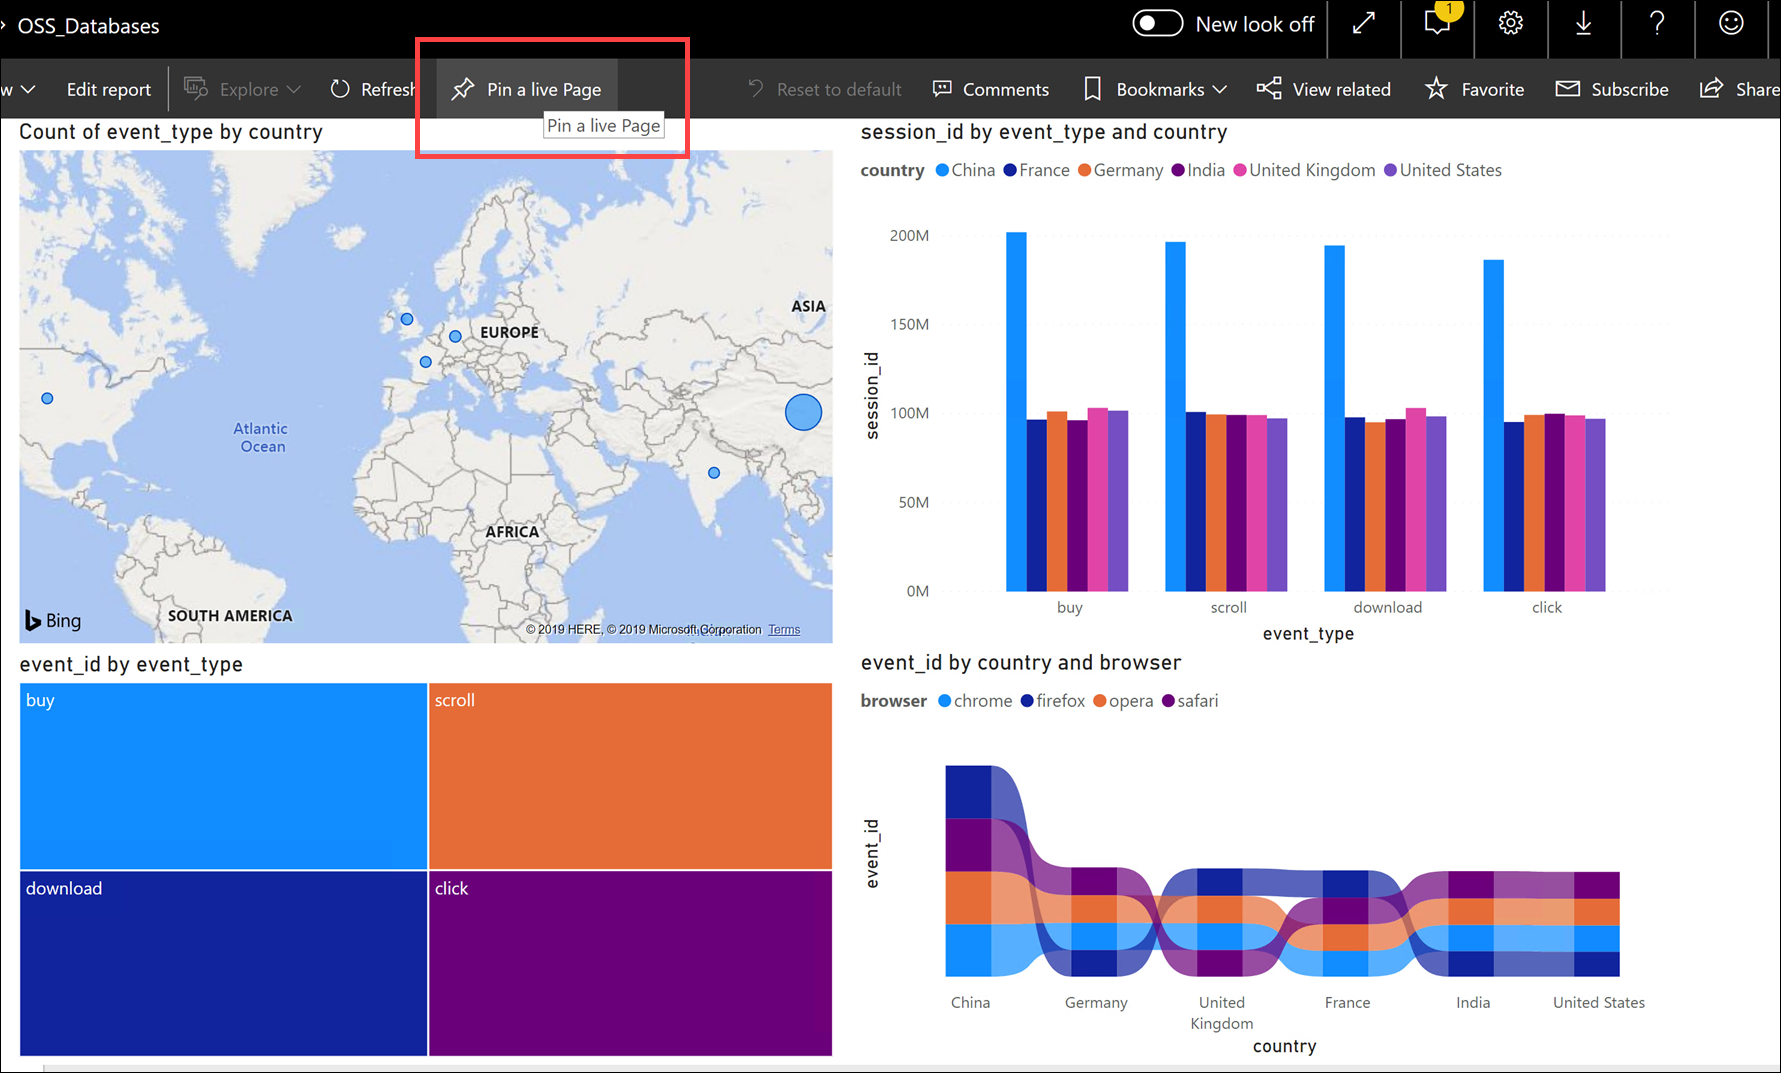 OSS_Databases
New look off
1
?
w
Edit report
Explore
Refresh
Pin a live Page
Reset to default
Comments
Bookmarks
View related
Favorite
Subscribe
Share
Pin a live Page
Count of event_type by country
ASIA
EUROPE
Atlantic
Ocean
AFRICA
SOUTH AMERICA
Bing
© 2019 HERE, © 2019 Microsoft Corporation Terms
session_id by event_type and country
country China France Germany India United Kingdom United States
200M
150M
100M
50M
0M
session_id
buy scroll download click
event_type
event_id by event_type
buy
scroll
download
click
event_id by country and browser
browser chrome firefox opera safari
event_id
China Germany United Kingdom France India United States
country